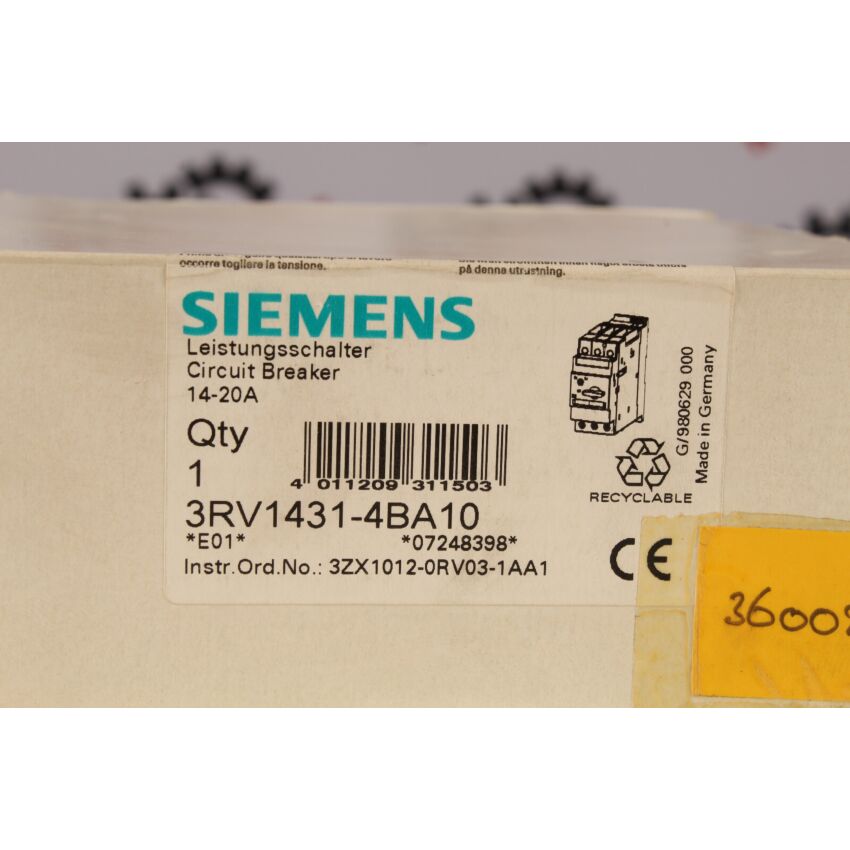 occorre togliere la tensione.
på denna utrustning.
SIEMENS
Leistungsschalter
Circuit Breaker
14-20A
Qty
1
4 011209 311503
3RV1431-4BA10
*E01* *07248398*
Instr.Ord.No.: 3ZX1012-0RV03-1AA1
RECYCLABLE
G/980629 000
Made in Germany
CE